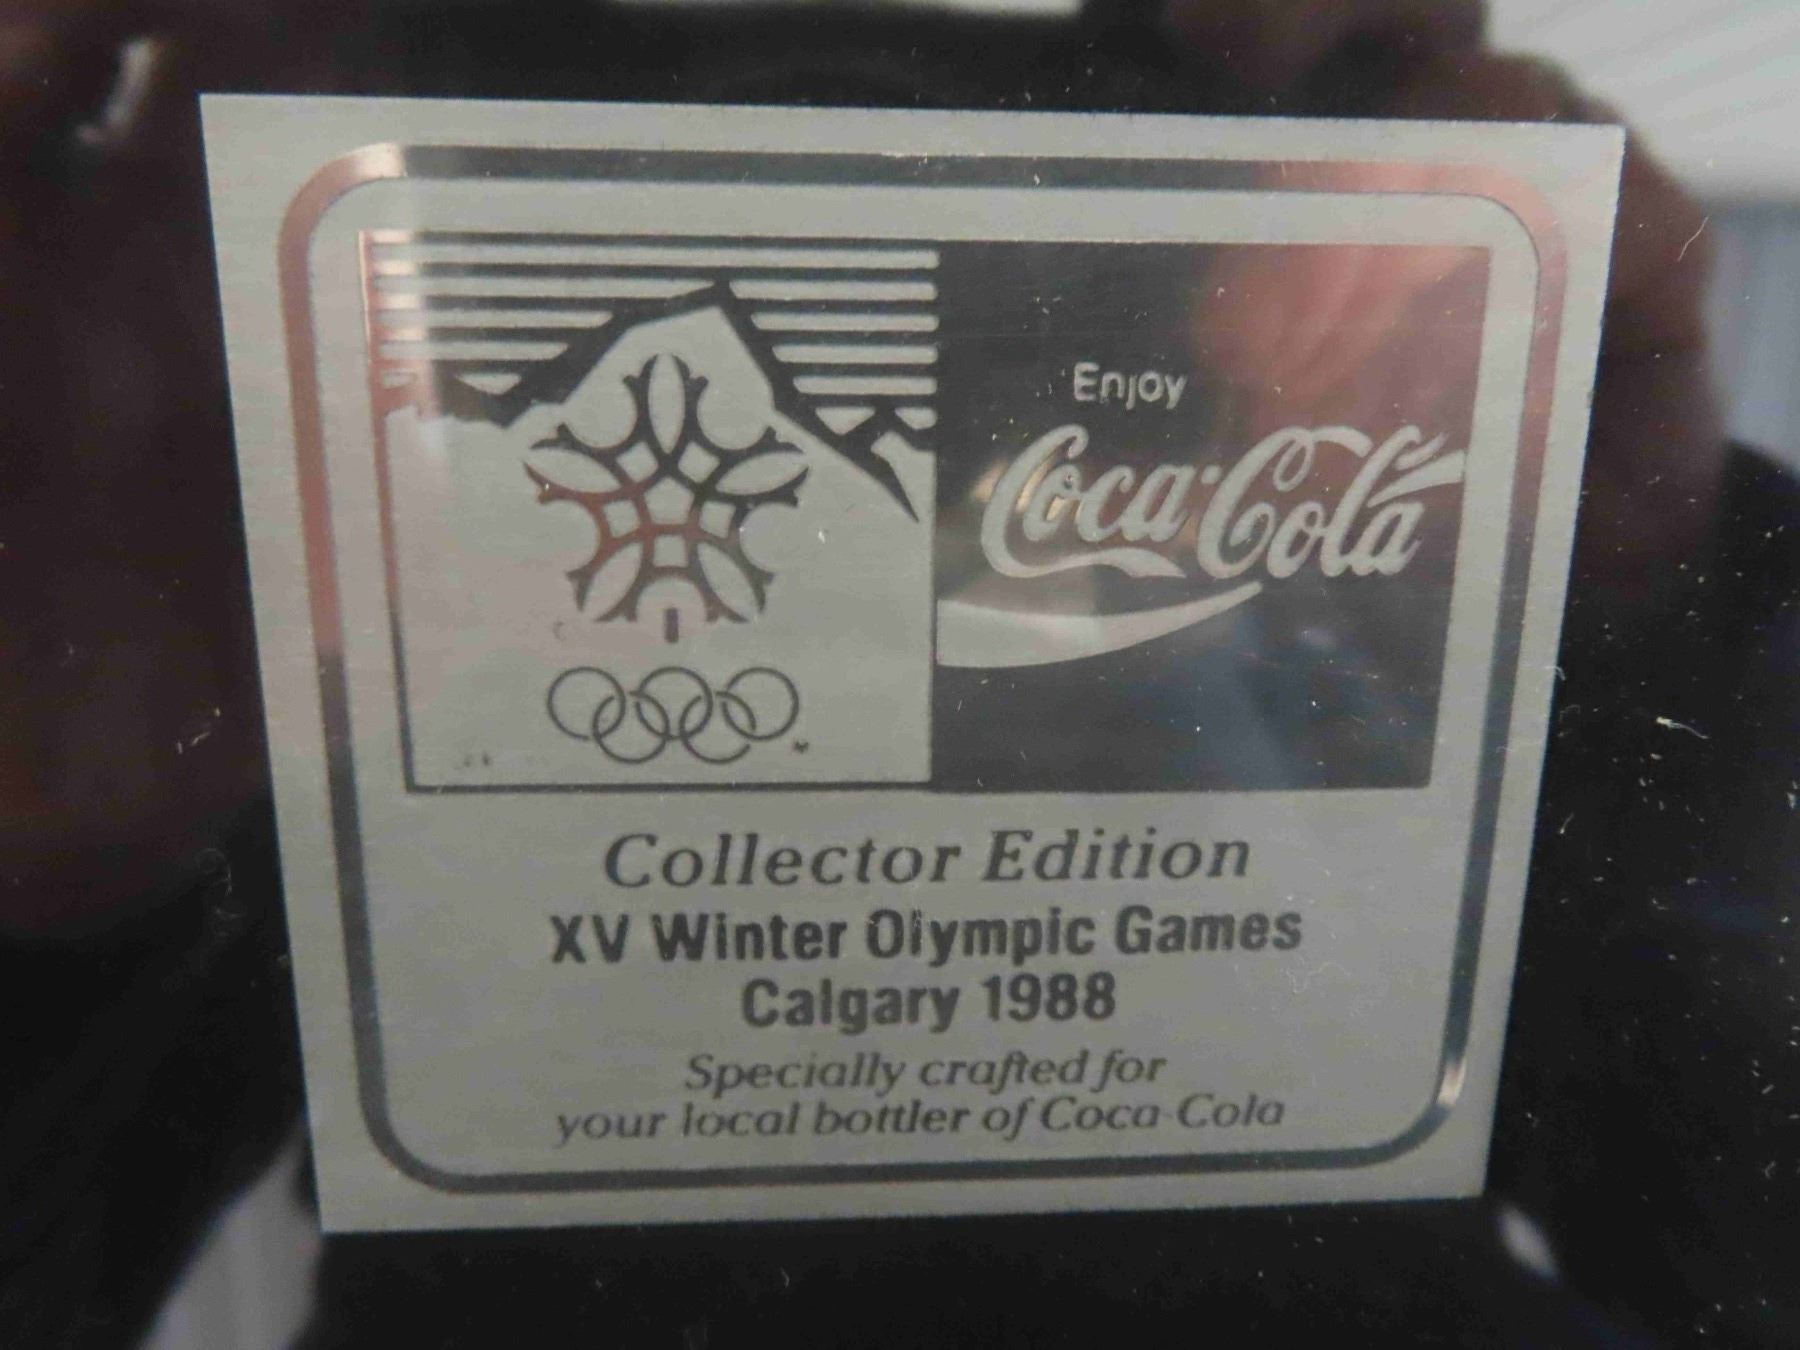 Enjoy
Coca-Cola
Collector Edition
XV Winter Olympic Games
Calgary 1988
Specially crafted for
your local bottler of Coca-Cola